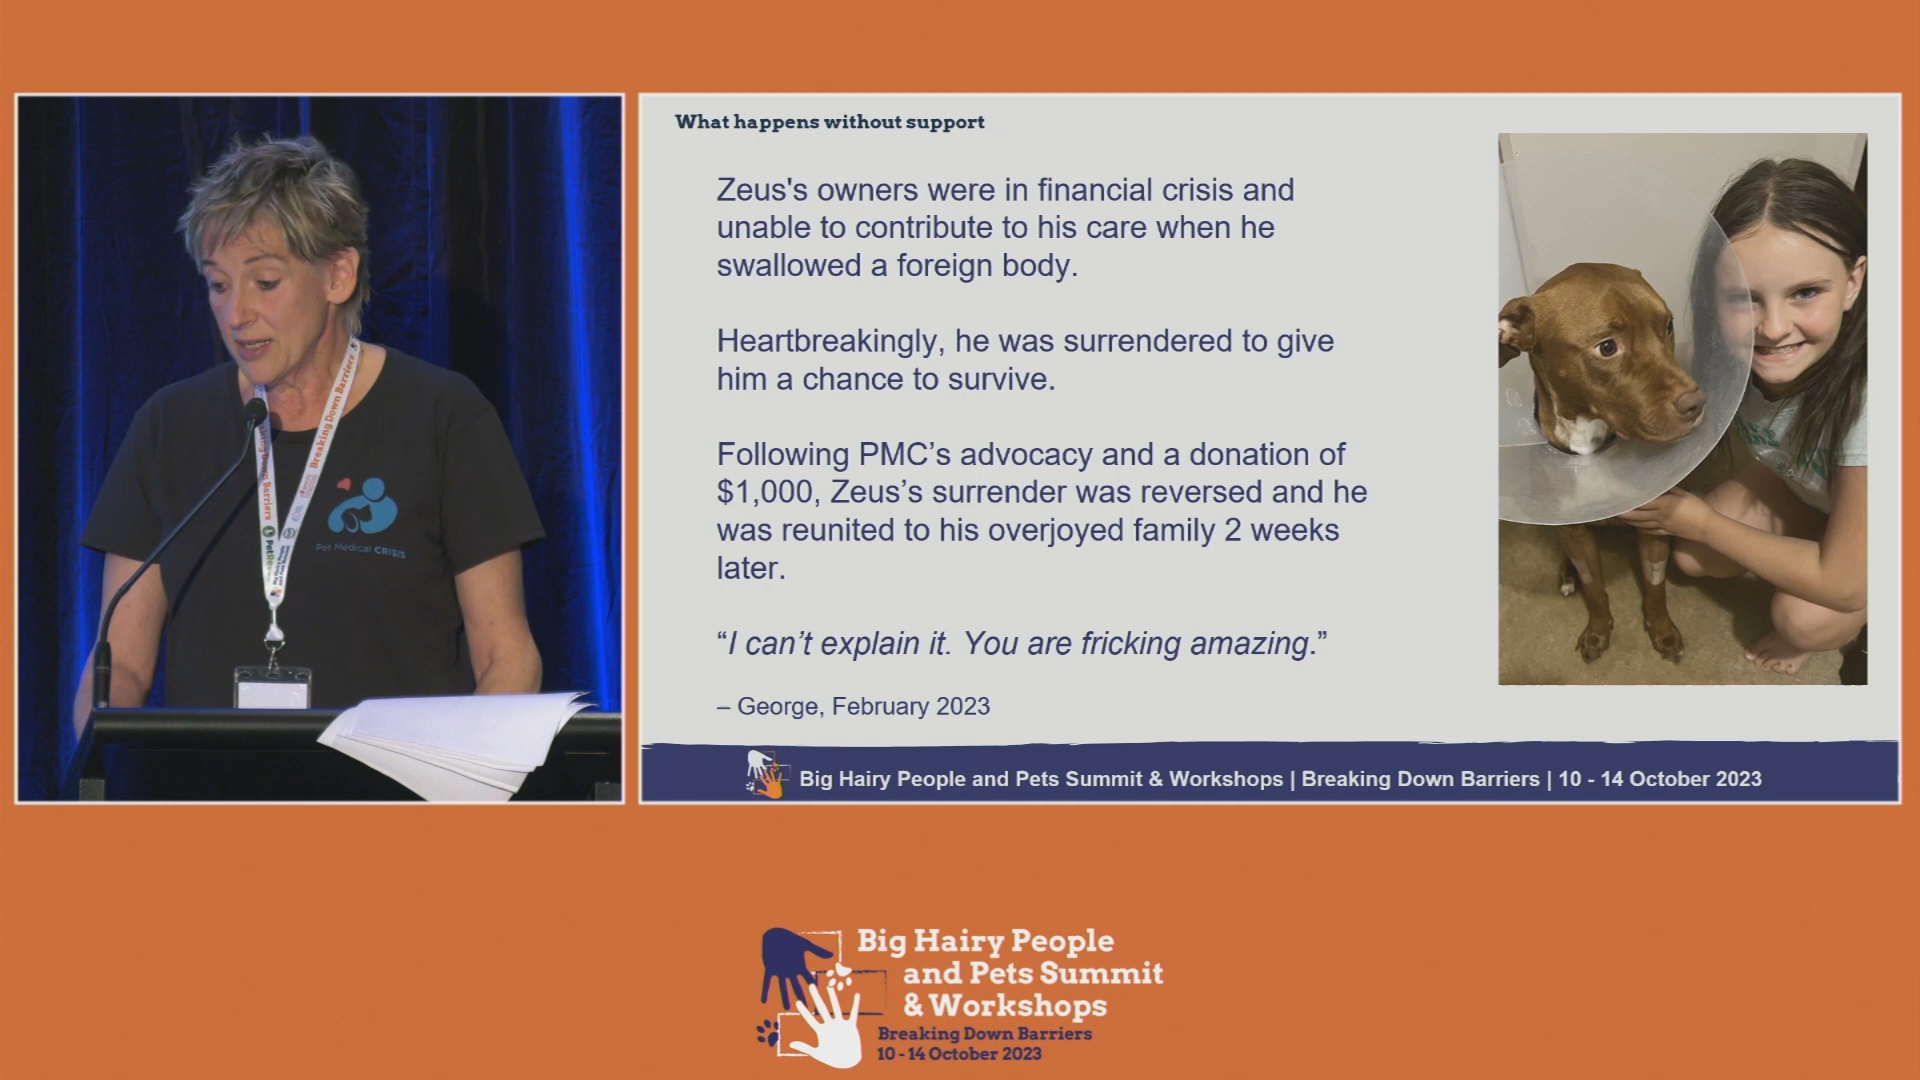 What happens without support
Zeus's owners were in financial crisis and
unable to contribute to his care when he
swallowed a foreign body.
Heartbreakingly, he was surrendered to give
him a chance to survive.
Following PMC’s advocacy and a donation of
$1,000, Zeus’s surrender was reversed and he
was reunited to his overjoyed family 2 weeks
later.
“I can’t explain it. You are fricking amazing.”
– George, February 2023
Big Hairy People and Pets Summit & Workshops | Breaking Down Barriers | 10 - 14 October 2023
Breaking Down Barriers
Barriers
Pet Medical CRISIS
Big Hairy People
and Pets Summit
& Workshops
Breaking Down Barriers
10 - 14 October 2023